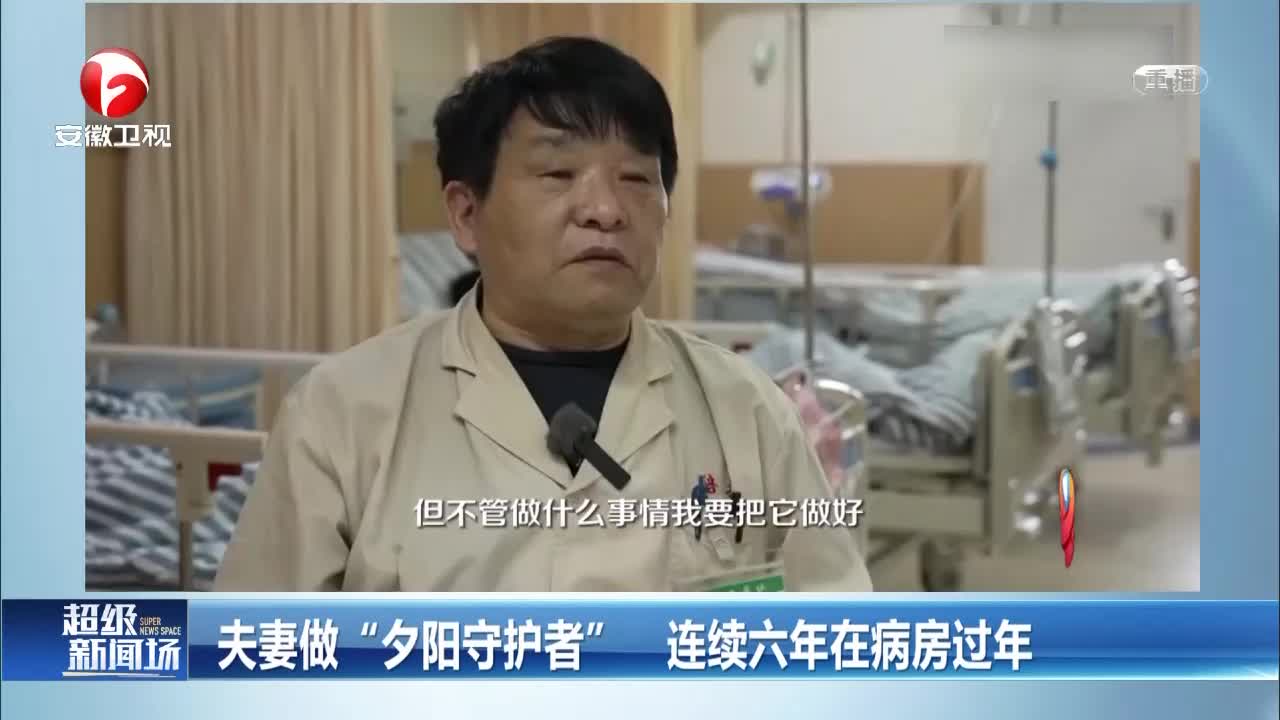 安徽卫视
重播
但不管做什么事情我要把它做好
超级新闻场
SUPER NEWS SPACE
夫妻做“夕阳守护者” 连续六年在病房过年